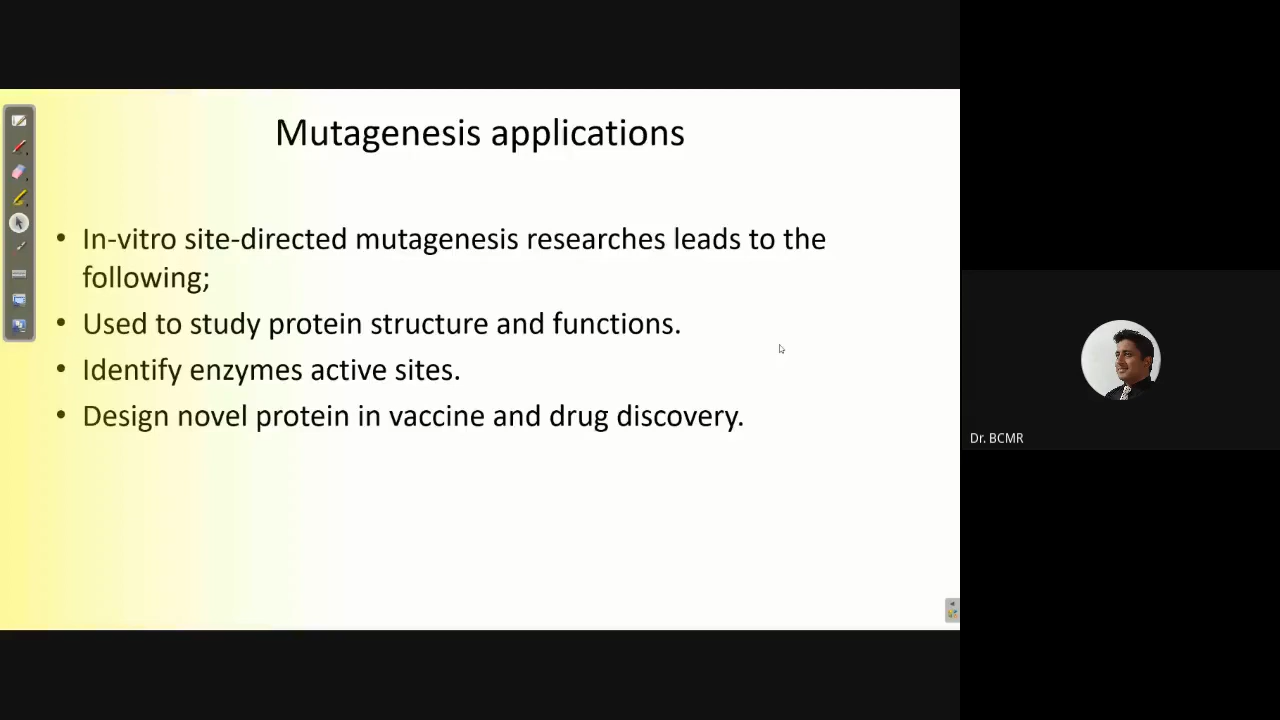 Mutagenesis applications
• In-vitro site-directed mutagenesis researches leads to the
following;
• Used to study protein structure and functions.
• Identify enzymes active sites.
• Design novel protein in vaccine and drug discovery.
Dr. BCMR